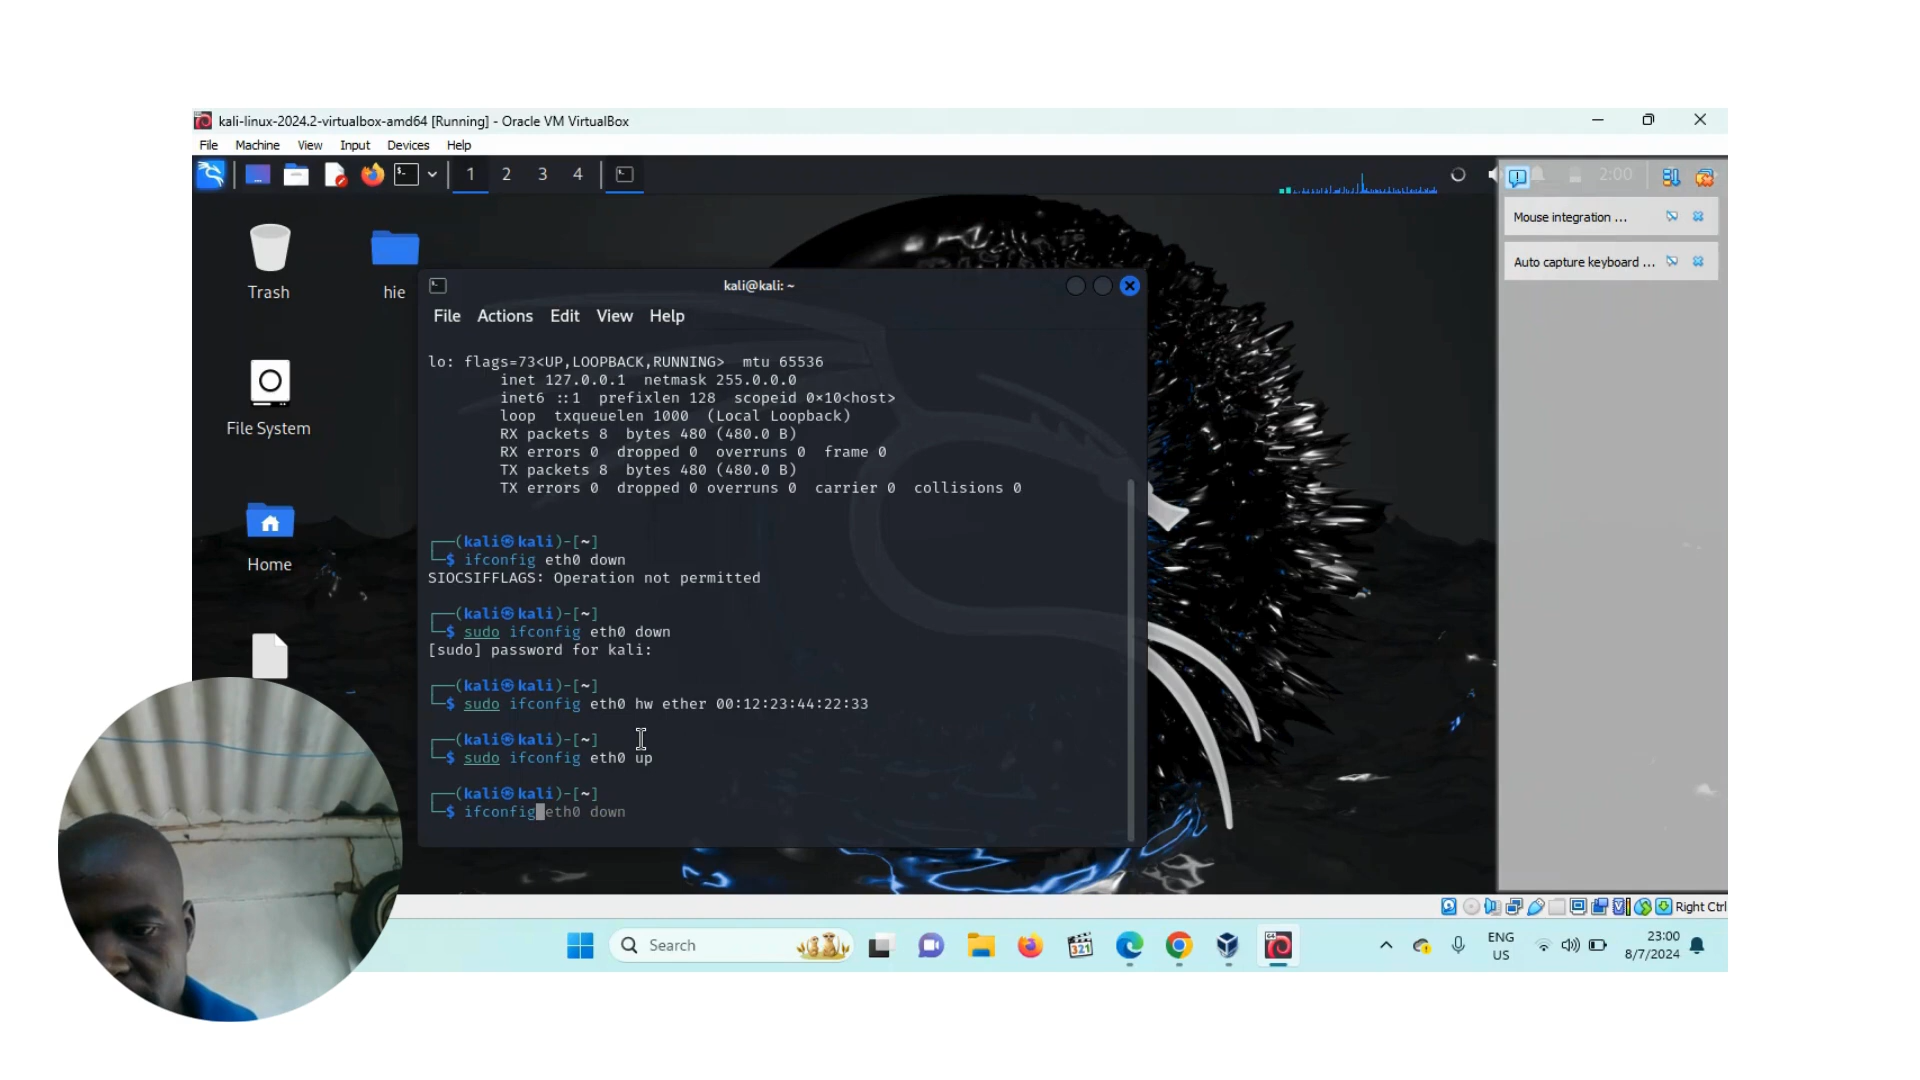 kali-linux-2024.2-virtualbox-amd64 [Running] - Oracle VM VirtualBox
File Machine View Input Devices Help
1 2 3 4
2:00
Mouse integration ...
Auto capture keyboard ...
Trash
hie
File System
Home
kali@kali: ~
File Actions Edit View Help
lo: flags=73<UP,LOOPBACK,RUNNING> mtu 65536
inet 127.0.0.1 netmask 255.0.0.0
inet6 ::1 prefixlen 128 scopeid 0×10<host>
loop txqueuelen 1000 (Local Loopback)
RX packets 8 bytes 480 (480.0 B)
RX errors 0 dropped 0 overruns 0 frame 0
TX packets 8 bytes 480 (480.0 B)
TX errors 0 dropped 0 overruns 0 carrier 0 collisions 0
┌──(kali㉿kali)-[~]
└─$ ifconfig eth0 down
SIOCSIFFLAGS: Operation not permitted
┌──(kali㉿kali)-[~]
└─$ sudo ifconfig eth0 down
[sudo] password for kali:
┌──(kali㉿kali)-[~]
└─$ sudo ifconfig eth0 hw ether 00:12:23:44:22:33
┌──(kali㉿kali)-[~]
└─$ sudo ifconfig eth0 up
┌──(kali㉿kali)-[~]
└─$ ifconfig eth0 down
Right Ctrl
Search
321
ENG
US
23:00
8/7/2024